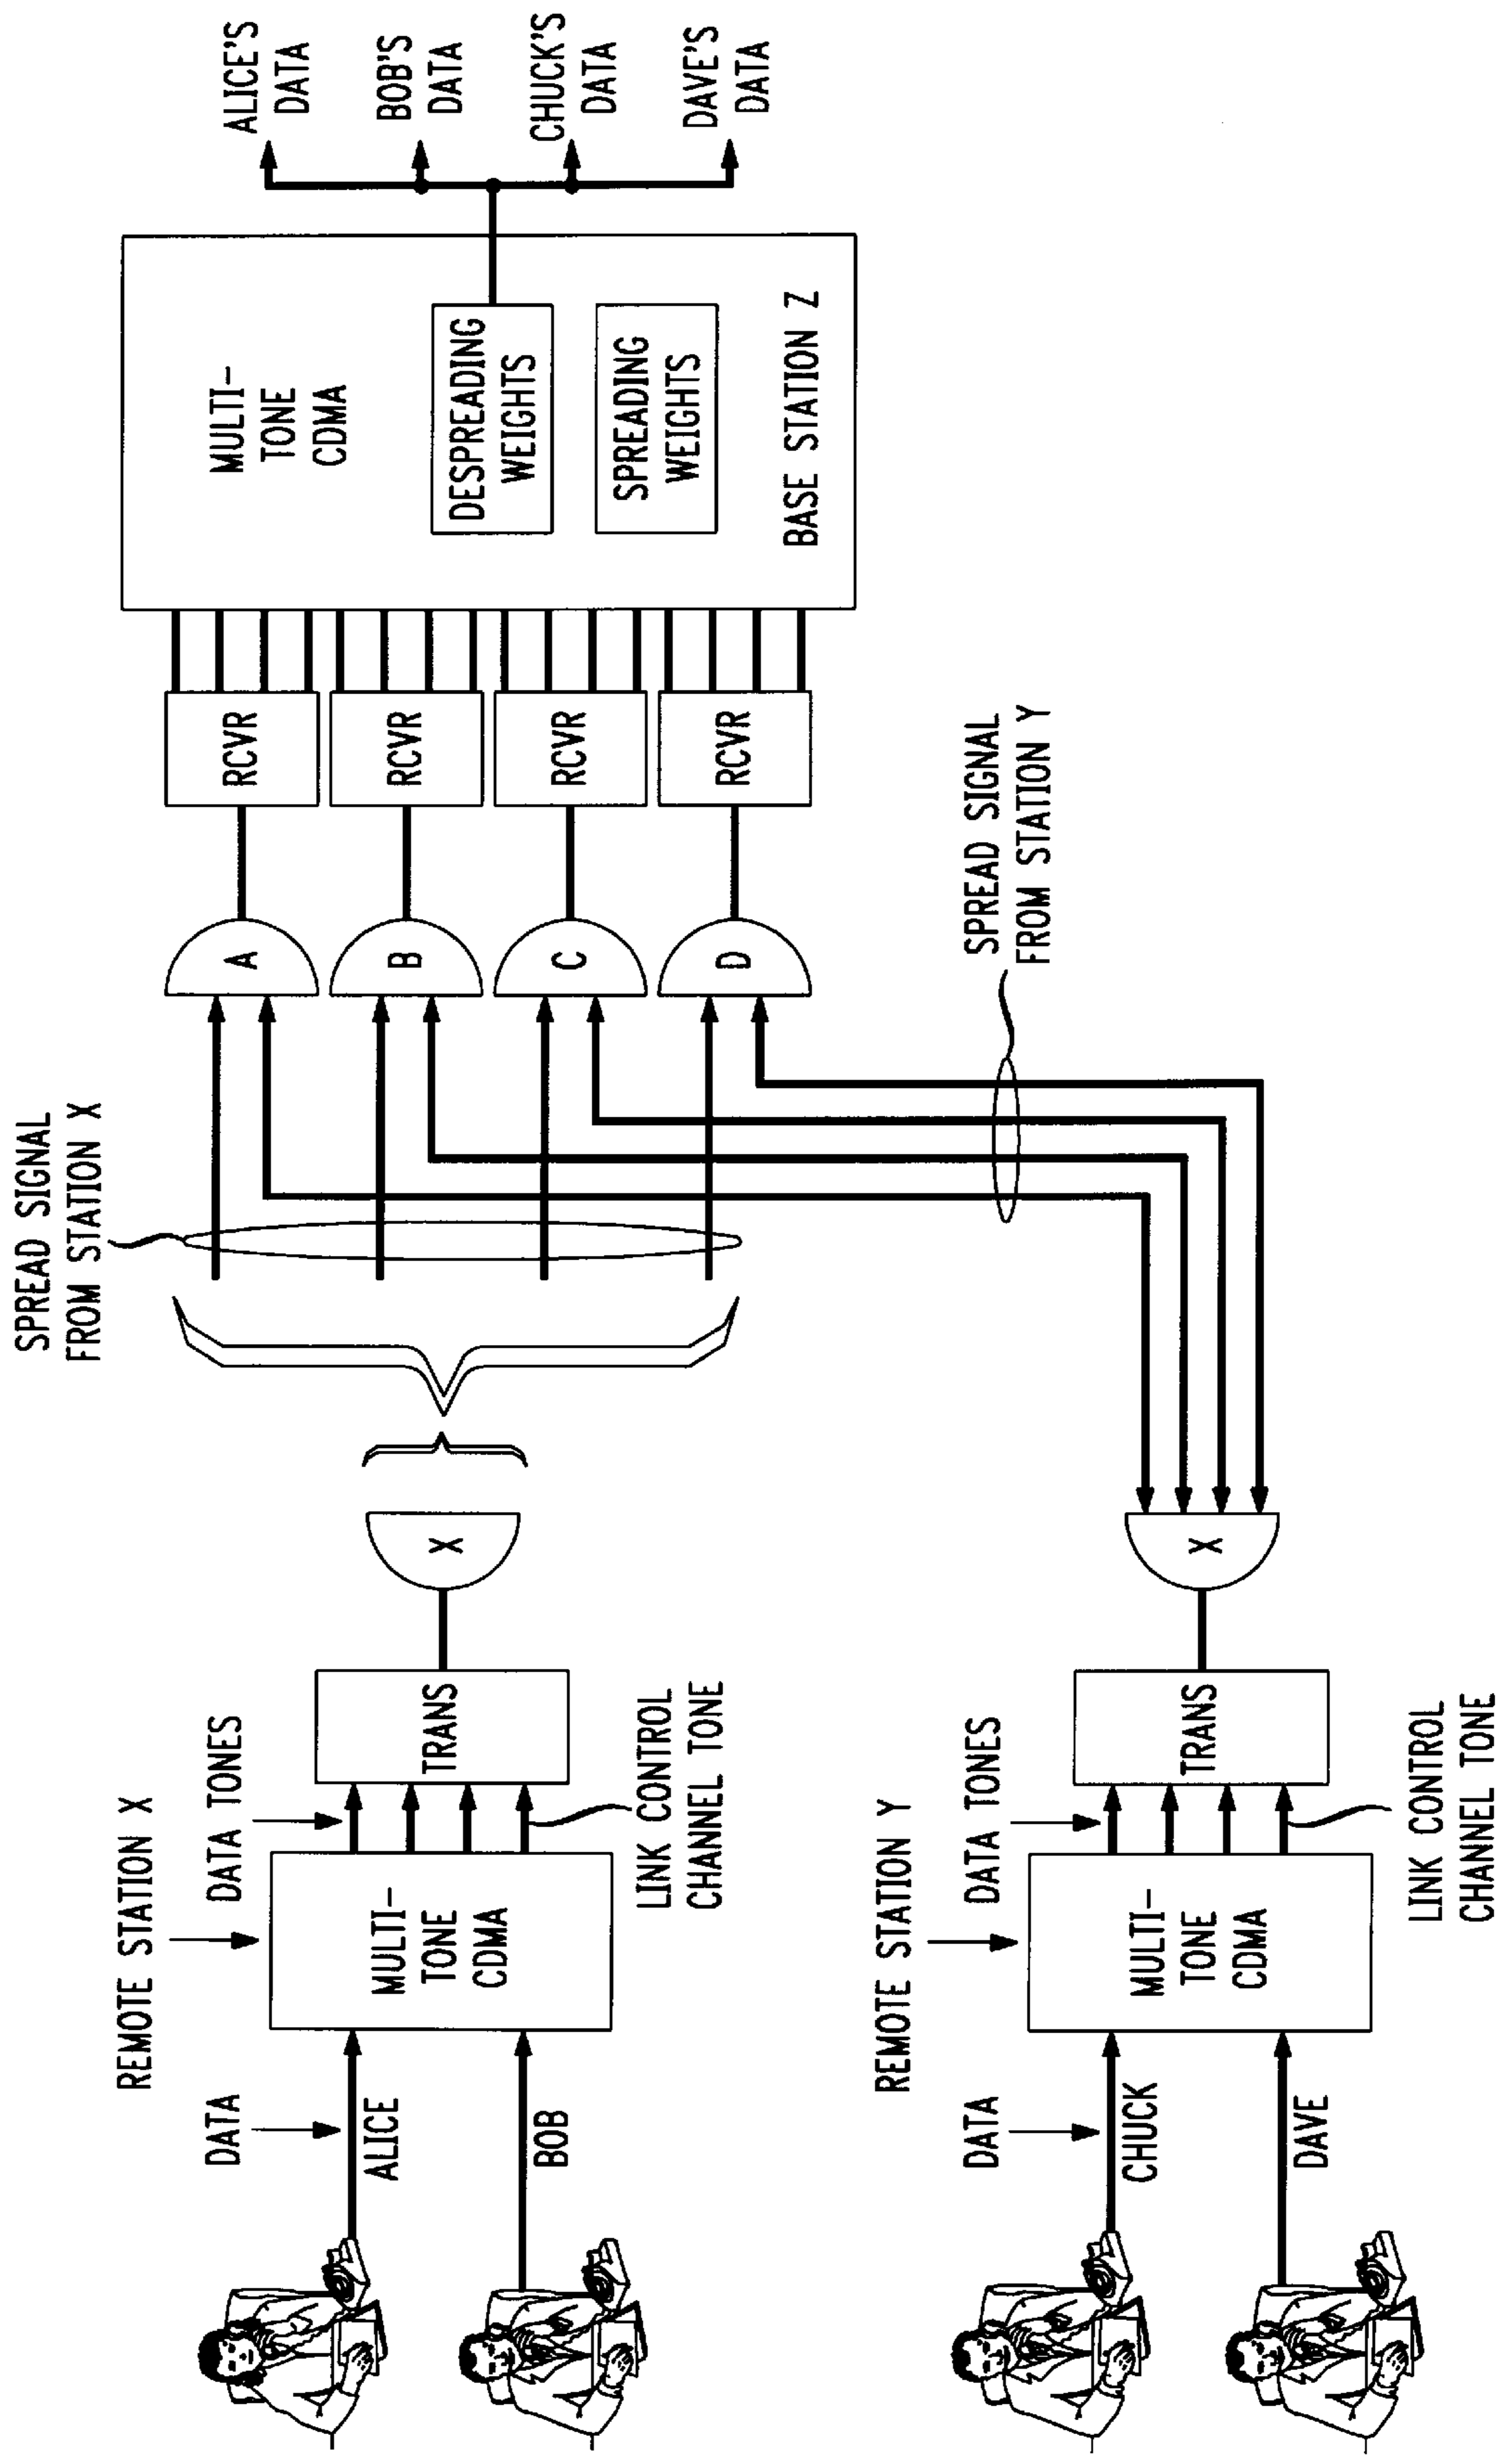 REMOTE STATION X
DATA
ALICE
BOB
MULTI-
TONE
CDMA
DATA TONES
LINK CONTROL
CHANNEL TONE
TRANS
X
SPREAD SIGNAL
FROM STATION X
REMOTE STATION Y
DATA
CHUCK
DAVE
MULTI-
TONE
CDMA
DATA TONES
LINK CONTROL
CHANNEL TONE
TRANS
X
SPREAD SIGNAL
FROM STATION Y
A
B
C
D
RCVR
RCVR
RCVR
RCVR
MULTI-
TONE
CDMA
DESPREADING
WEIGHTS
SPREADING
WEIGHTS
BASE STATION Z
ALICE'S
DATA
BOB'S
DATA
CHUCK'S
DATA
DAVE'S
DATA